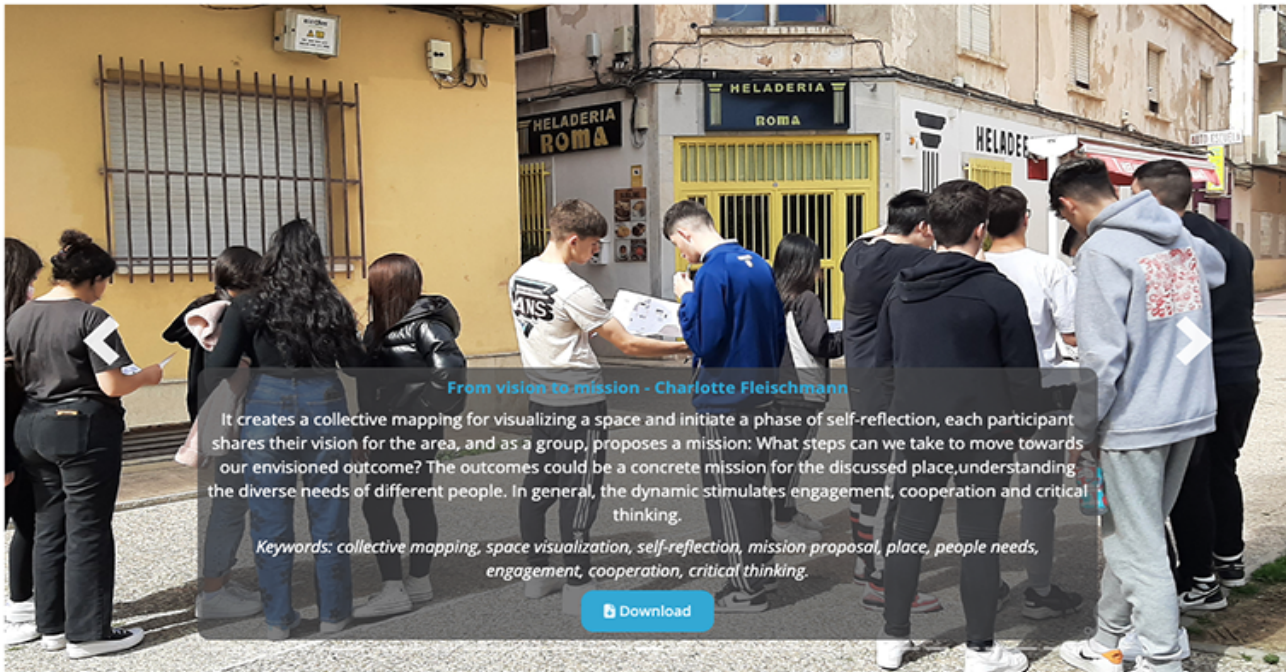 HELADERIA
ROMA
HELADERIA
ROMA
HELADE
AUTO-ESCUELA
ANS
From vision to mission - Charlotte Fleischmann
It creates a collective mapping for visualizing a space and initiate a phase of self-reflection, each participant
shares their vision for the area, and as a group, proposes a mission: What steps can we take to move towards
our envisioned outcome? The outcomes could be a concrete mission for the discussed place,understanding
the diverse needs of different people. In general, the dynamic stimulates engagement, cooperation and critical
thinking.
Keywords: collective mapping, space visualization, self-reflection, mission proposal, place, people needs,
engagement, cooperation, critical thinking.
Download